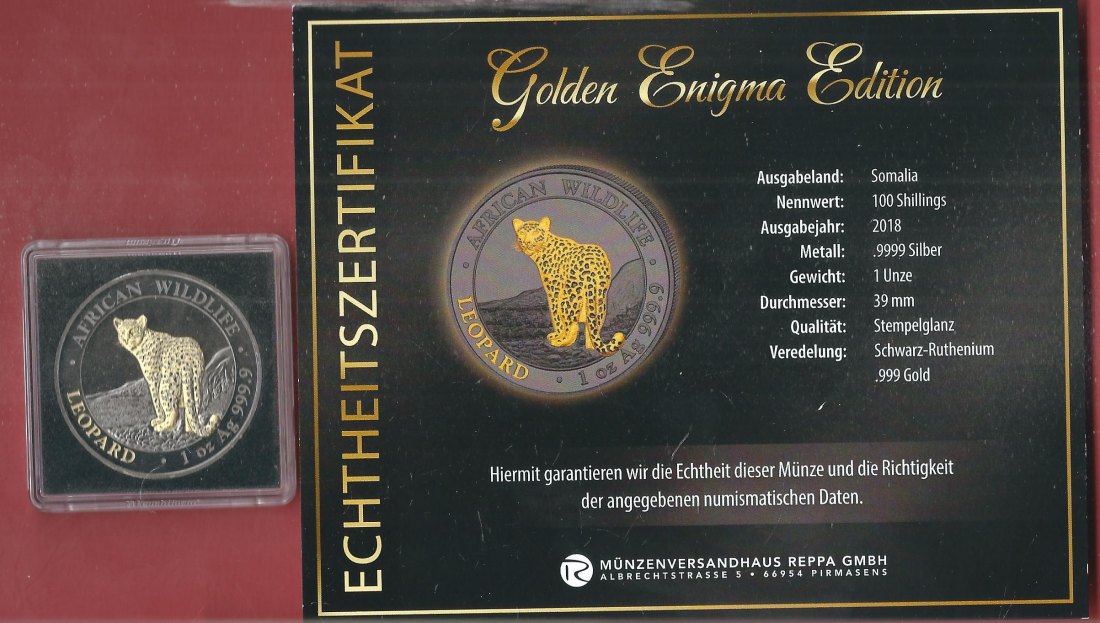 AFRICAN WILDLIFE
LEOPARD
1 oz Ag 999.9
ECHTHEITSZERTIFIKAT
Golden Enigma Edition
AFRICAN WILDLIFE
LEOPARD
1 oz Ag 999.9
Ausgabeland: Somalia
Nennwert: 100 Shillings
Ausgabejahr: 2018
Metall: .9999 Silber
Gewicht: 1 Unze
Durchmesser: 39 mm
Qualität: Stempelglanz
Veredelung: Schwarz-Ruthenium
.999 Gold
Hiermit garantieren wir die Echtheit dieser Münze und die Richtigkeit
der angegebenen numismatischen Daten.
R MÜNZENVERSANDHAUS REPPA GMBH
ALBRECHTSTRASSE 5 • 66954 PIRMASENS